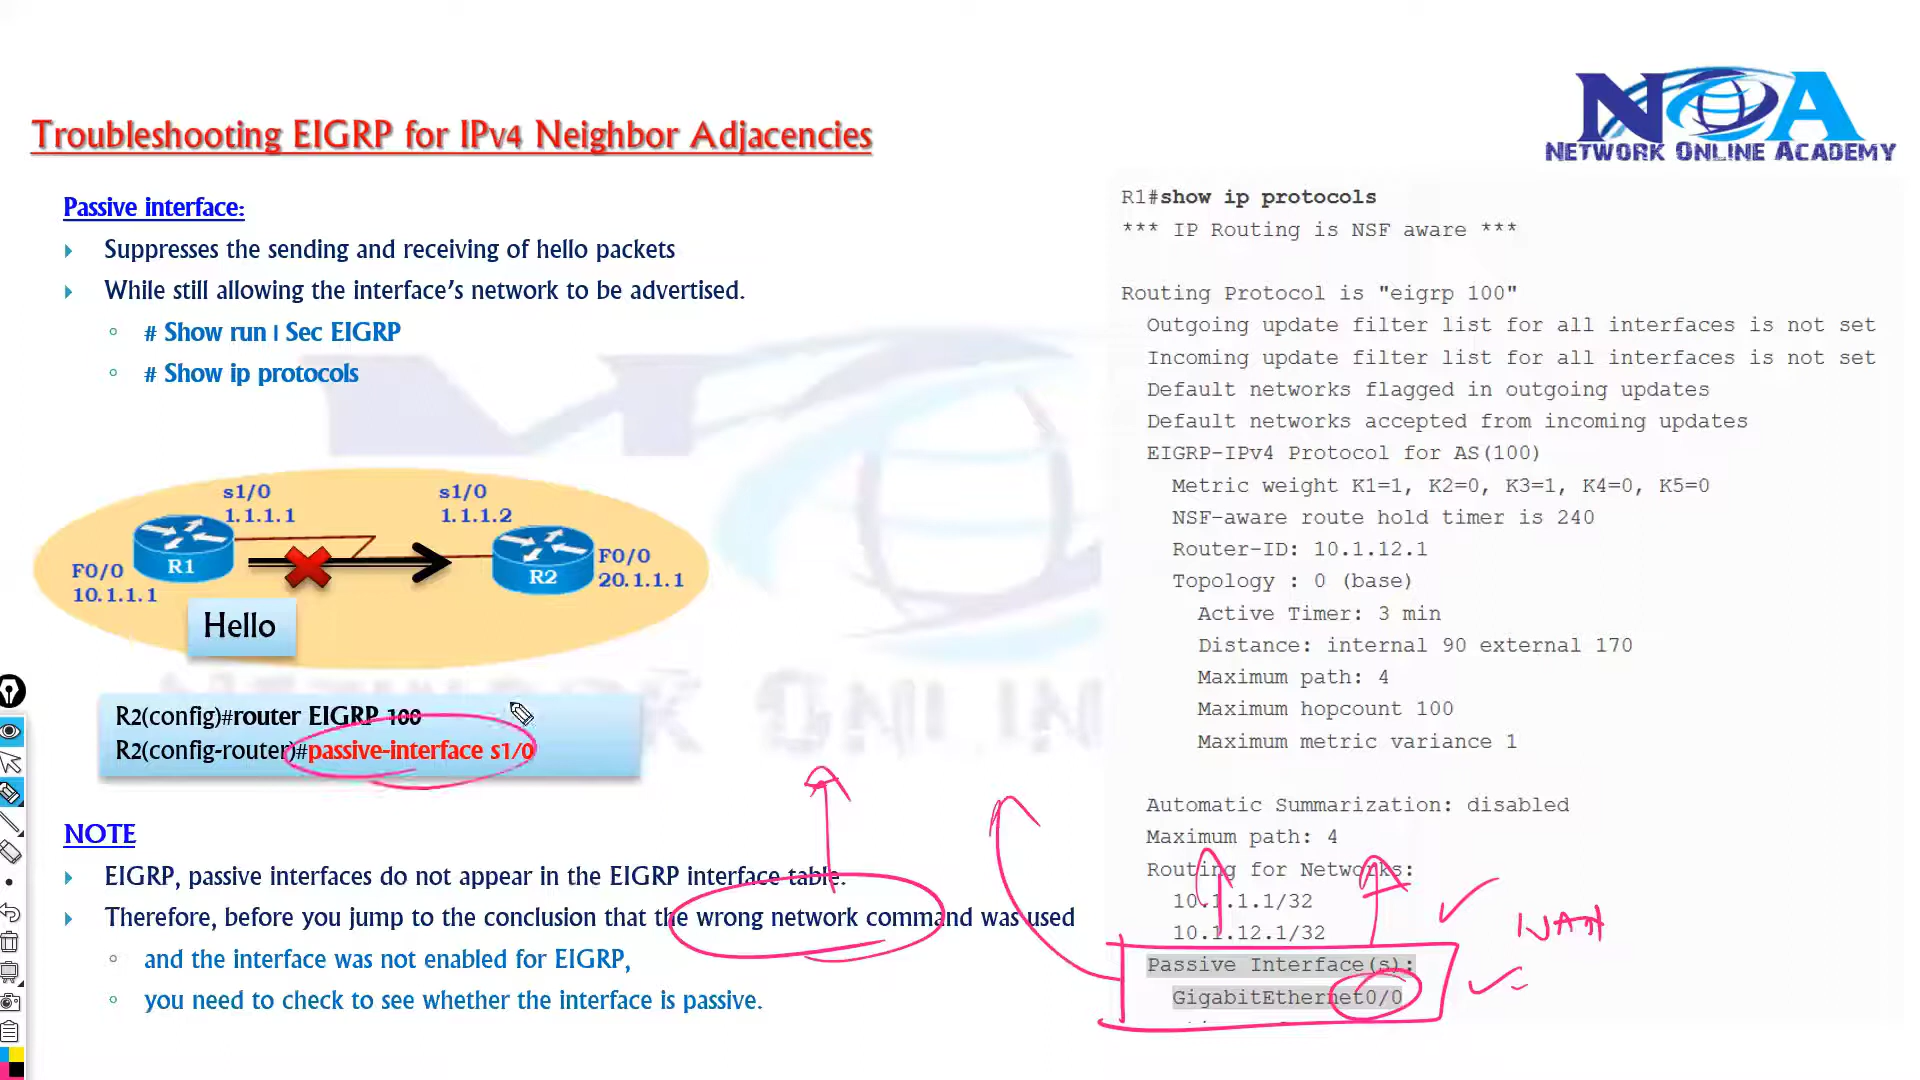 NOA
NETWORK ONLINE ACADEMY
Troubleshooting EIGRP for IPv4 Neighbor Adjacencies
Passive interface:
Suppresses the sending and receiving of hello packets
While still allowing the interface's network to be advertised.
# Show run | Sec EIGRP
# Show ip protocols
s1/0
1.1.1.1
s1/0
1.1.1.2
R1
R2
F0/0
10.1.1.1
F0/0
20.1.1.1
Hello
R2(config)#router EIGRP 100
R2(config-router)#passive-interface s1/0
NOTE
EIGRP, passive interfaces do not appear in the EIGRP interface table.
Therefore, before you jump to the conclusion that the wrong network command was used
and the interface was not enabled for EIGRP,
you need to check to see whether the interface is passive.
R1#show ip protocols
*** IP Routing is NSF aware ***
Routing Protocol is "eigrp 100"
Outgoing update filter list for all interfaces is not set
Incoming update filter list for all interfaces is not set
Default networks flagged in outgoing updates
Default networks accepted from incoming updates
EIGRP-IPv4 Protocol for AS(100)
Metric weight K1=1, K2=0, K3=1, K4=0, K5=0
NSF-aware route hold timer is 240
Router-ID: 10.1.12.1
Topology : 0 (base)
Active Timer: 3 min
Distance: internal 90 external 170
Maximum path: 4
Maximum hopcount 100
Maximum metric variance 1
Automatic Summarization: disabled
Maximum path: 4
Routing for Networks:
10.1.1.1/32
10.1.12.1/32
Passive Interface(s):
GigabitEthernet0/0